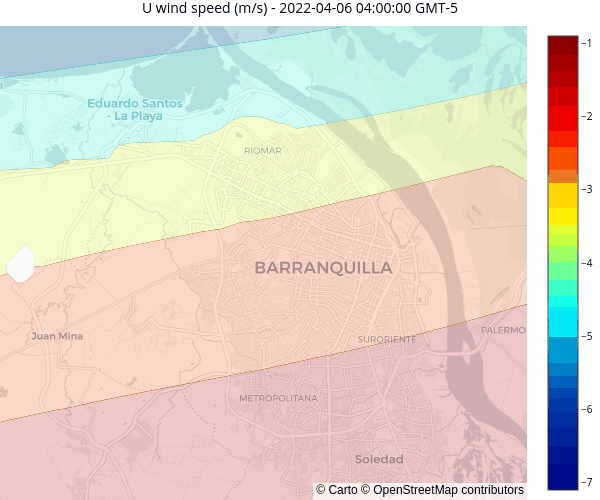 U wind speed (m/s) - 2022-04-06 04:00:00 GMT-5
Eduardo Santos
- La Playa
RIOMAR
BARRANQUILLA
Juan Mina
SURORIENTE
PALERMO
METROPOLITANA
Soledad
© Carto © OpenStreetMap contributors
−1
−2
−3
−4
−5
−6
−7